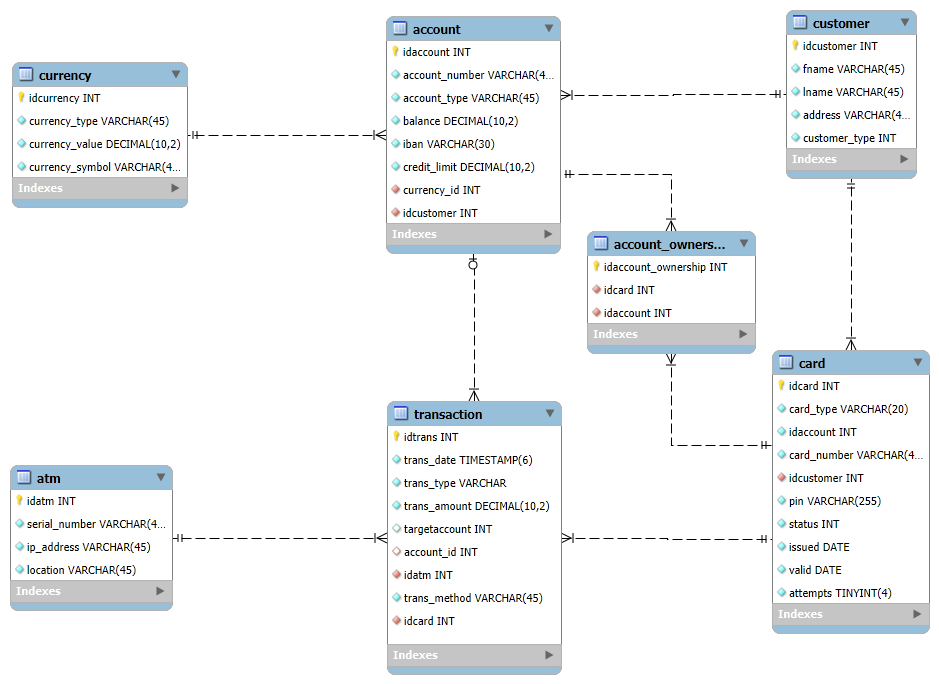 account
idaccount INT
account_number VARCHAR(4...
account_type VARCHAR(45)
balance DECIMAL(10,2)
iban VARCHAR(30)
credit_limit DECIMAL(10,2)
currency_id INT
idcustomer INT
Indexes
customer
idcustomer INT
fname VARCHAR(45)
lname VARCHAR(45)
address VARCHAR(4...
customer_type INT
Indexes
currency
idcurrency INT
currency_type VARCHAR(45)
currency_value DECIMAL(10,2)
currency_symbol VARCHAR(4...
Indexes
account_owners...
idaccount_ownership INT
idcard INT
idaccount INT
Indexes
card
idcard INT
card_type VARCHAR(20)
idaccount INT
card_number VARCHAR(4...
idcustomer INT
pin VARCHAR(255)
status INT
issued DATE
valid DATE
attempts TINYINT(4)
Indexes
transaction
idtrans INT
trans_date TIMESTAMP(6)
trans_type VARCHAR
trans_amount DECIMAL(10,2)
targetaccount INT
account_id INT
idatm INT
trans_method VARCHAR(45)
idcard INT
Indexes
atm
idatm INT
serial_number VARCHAR(4...
ip_address VARCHAR(45)
location VARCHAR(45)
Indexes